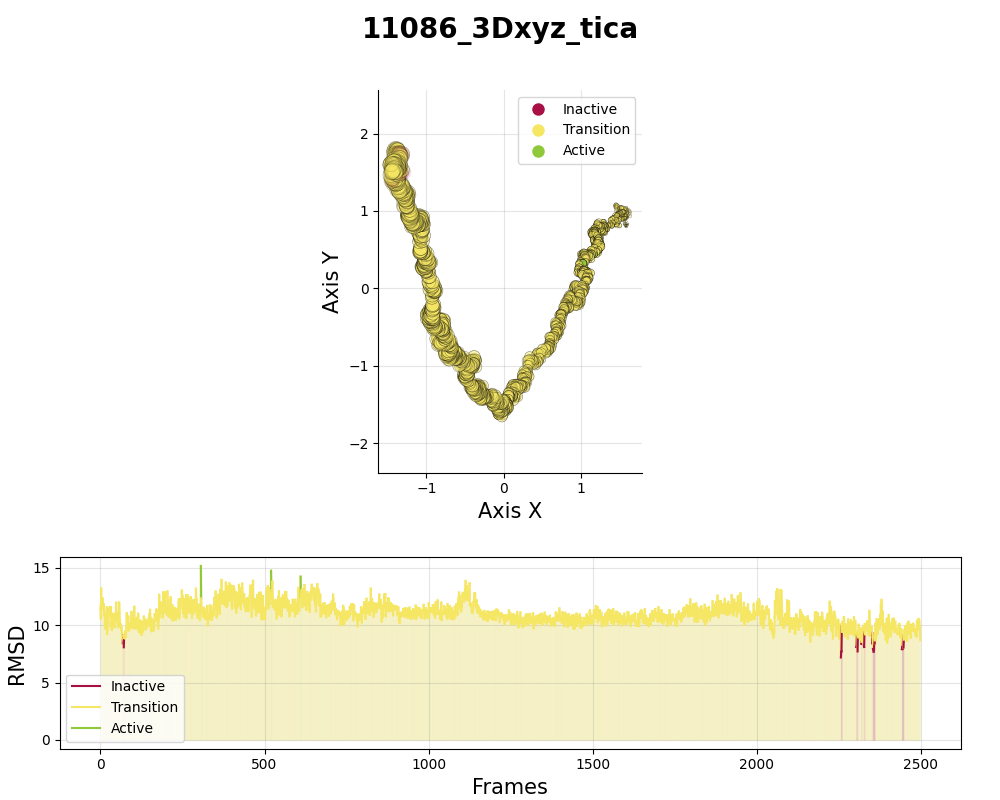 11086_3Dxyz_tica
Inactive
Transition
Active
2
1
0
−1
−2
Axis Y
−1 0 1
Axis X
15
10
5
0
RMSD
Inactive
Transition
Active
0 500 1000 1500 2000 2500
Frames